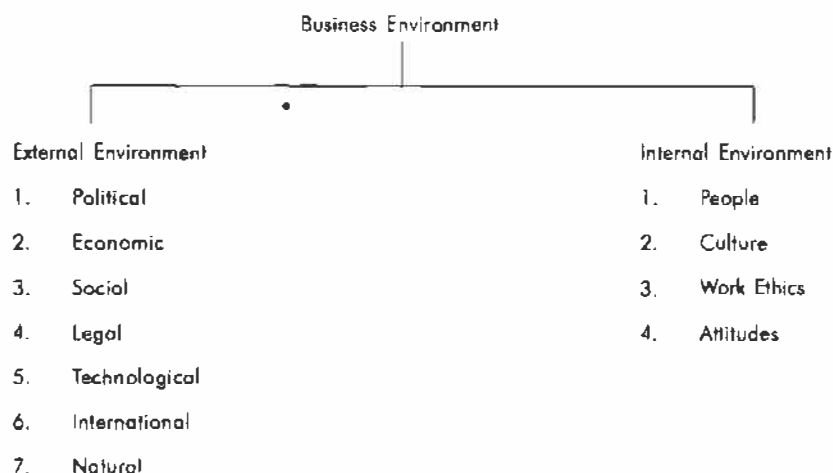 Business Environment
External Environment
1. Political
2. Economic
3. Social
4. Legal
5. Technological
6. International
7. Natural
Internal Environment
1. People
2. Culture
3. Work Ethics
4. Attitudes